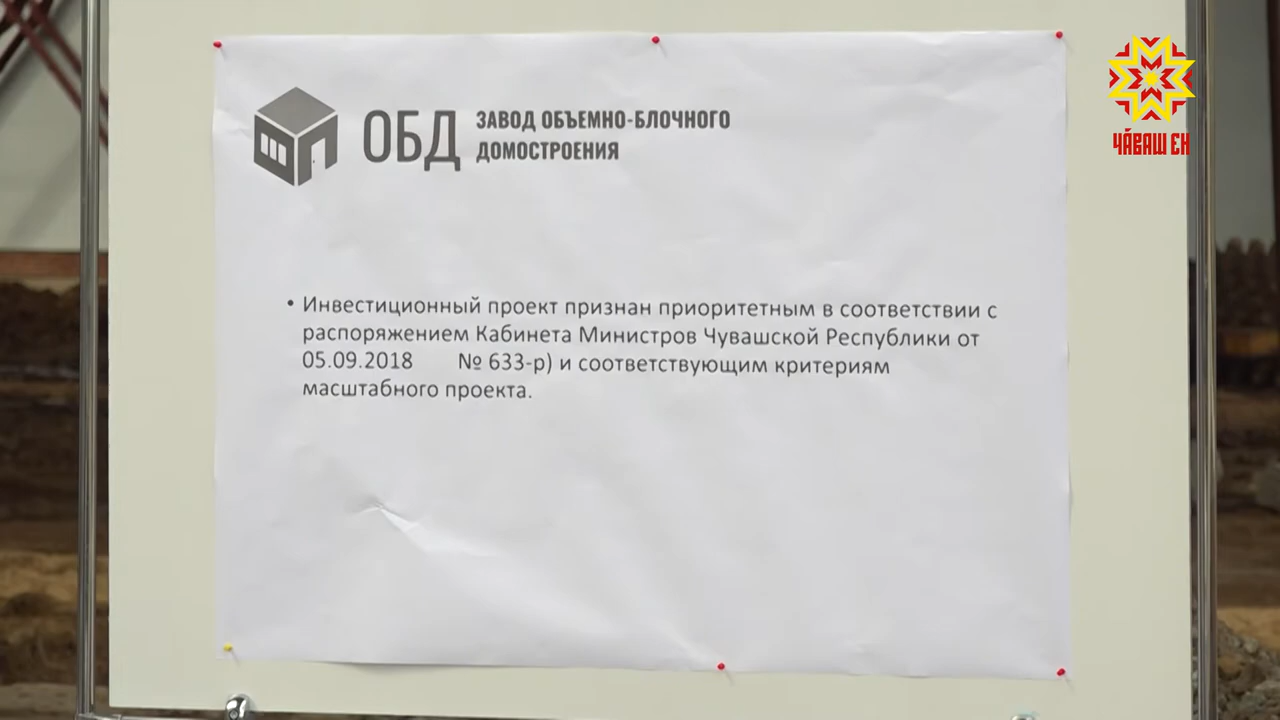 ОБД
ЗАВОД ОБЪЕМНО-БЛОЧНОГО
ДОМОСТРОЕНИЯ
ЧӐВАШ ЕН
• Инвестиционный проект признан приоритетным в соответствии с
распоряжением Кабинета Министров Чувашской Республики от
05.09.2018 № 633-р) и соответствующим критериям
масштабного проекта.